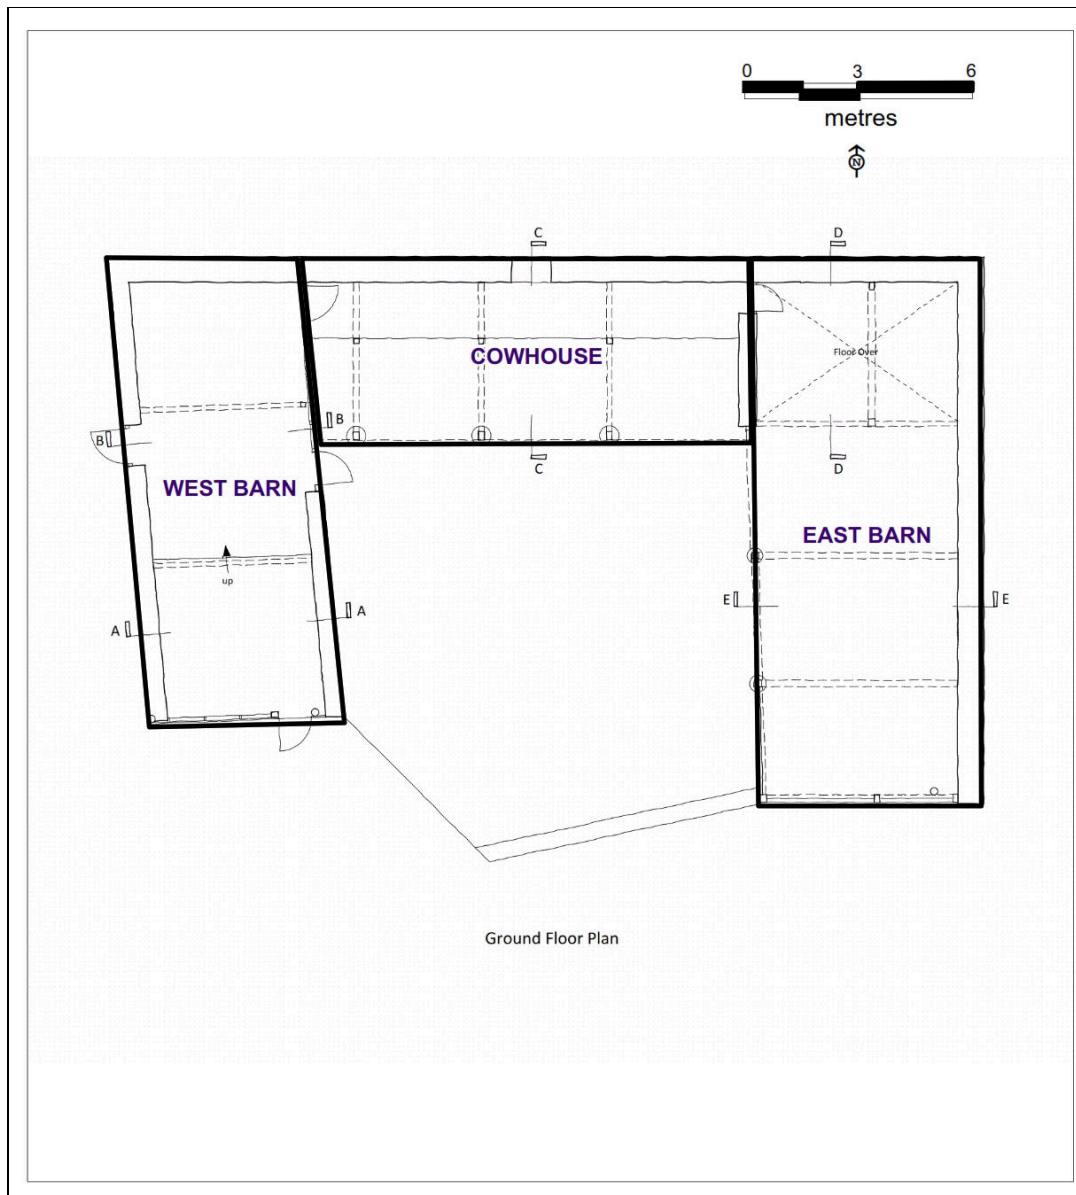 0 3 6
metres
N
C D
COWHOUSE
Floor Over
B
B
C D
WEST BARN
EAST BARN
up
E E
A
A
Ground Floor Plan